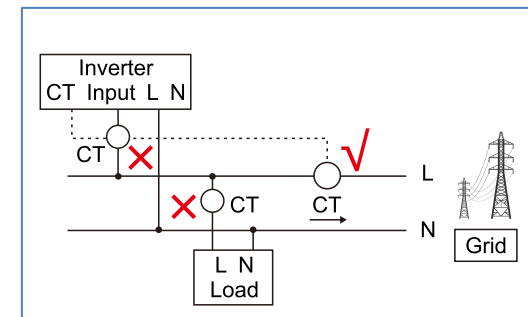 Inverter
CT Input L N
CT
L
CT
CT
N
Grid
L N
Load